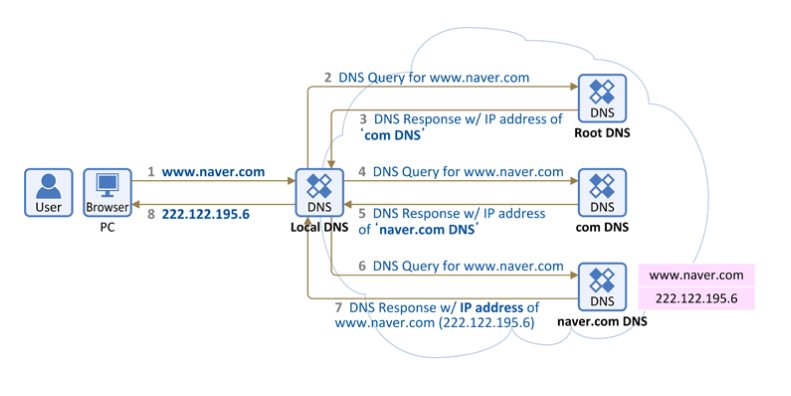 2 DNS Query for www.naver.com
DNS
Root DNS
3 DNS Response w/ IP address of
‘com DNS’
User
Browser
PC
1 www.naver.com
8 222.122.195.6
DNS
Local DNS
4 DNS Query for www.naver.com
5 DNS Response w/ IP address
of ‘naver.com DNS’
DNS
com DNS
6 DNS Query for www.naver.com
7 DNS Response w/ IP address of
www.naver.com (222.122.195.6)
DNS
naver.com DNS
www.naver.com
222.122.195.6